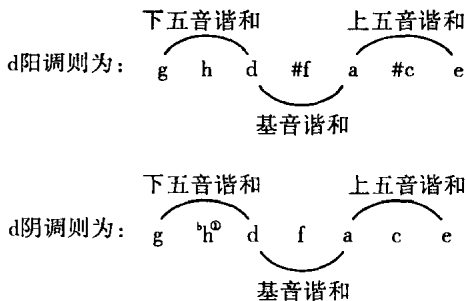 下五音谐和 上五音谐和
d阳调则为： g h d #f a #c e
基音谐和
下五音谐和 上五音谐和
d阴调则为： g ♭h① d f a c e
基音谐和